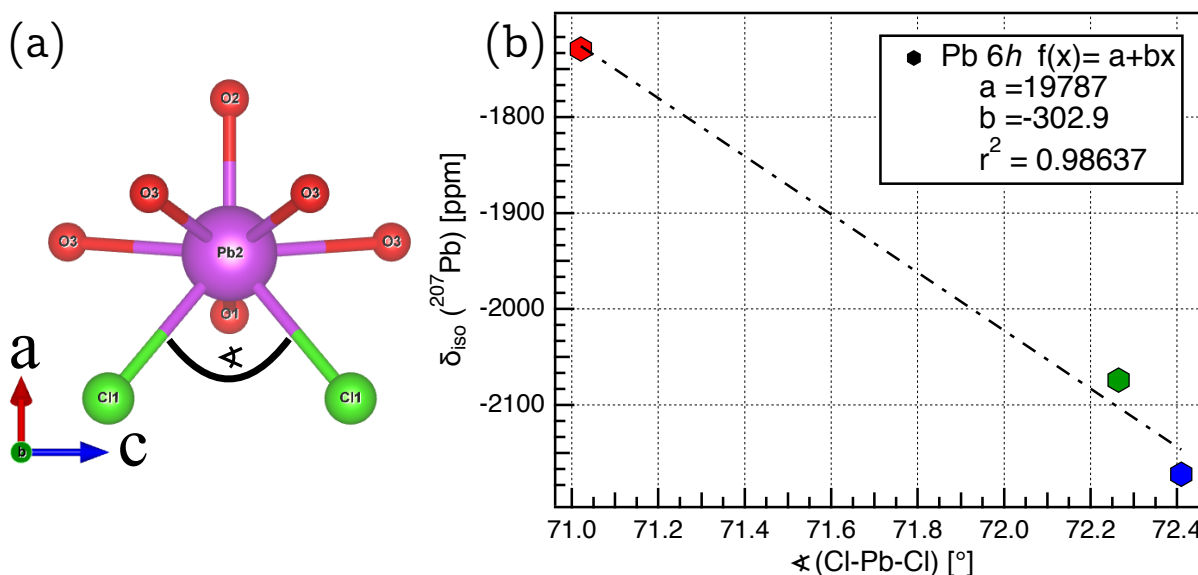 (a)
O2
O3
O3
O3
Pb2
O3
O1
∢
Cl1
Cl1
a
b
c
(b)
Pb 6h f(x)= a+bx
a =19787
b =-302.9
r² = 0.98637
δiso (²⁰⁷Pb) [ppm]
-1800
-1900
-2000
-2100
71.0 71.2 71.4 71.6 71.8 72.0 72.2 72.4
∢(Cl-Pb-Cl) [°]